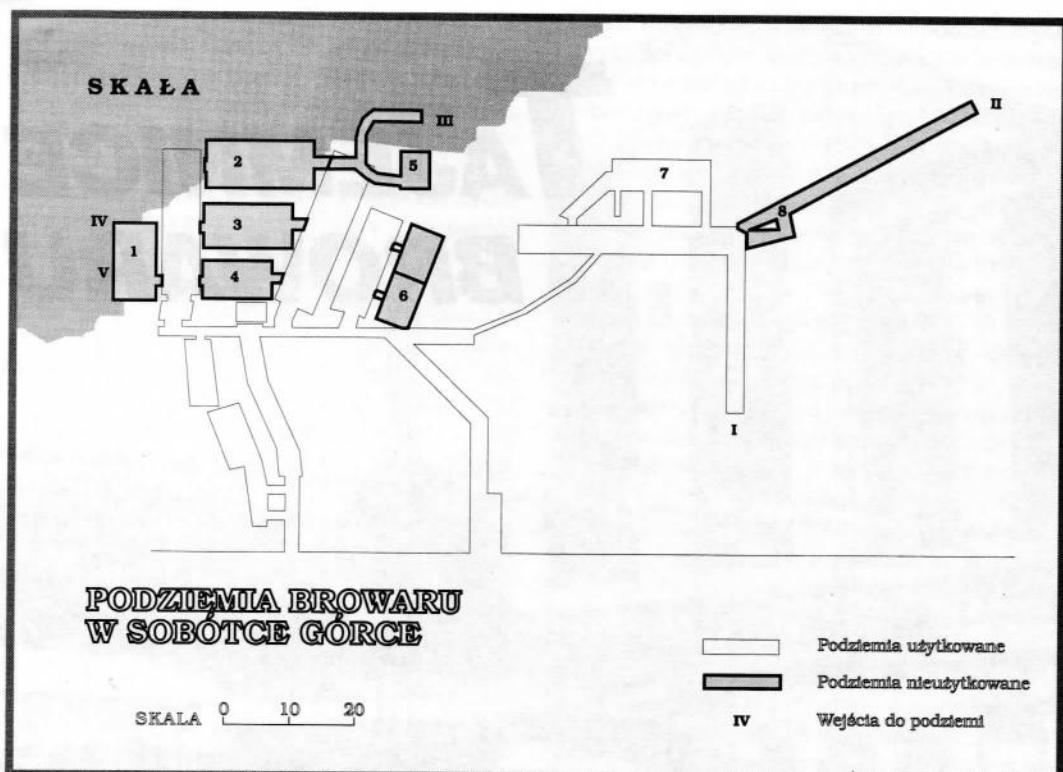 SKAŁA
III
II
2
5
7
IV
3
8
1
V
4
6
I
PODZIEMIA BROWARU
W SOBÓTCE GÓRCE
Podziemia użytkowane
Podziemia nieużytkowane
SKALA 0 10 20
IV Wejścia do podziemi